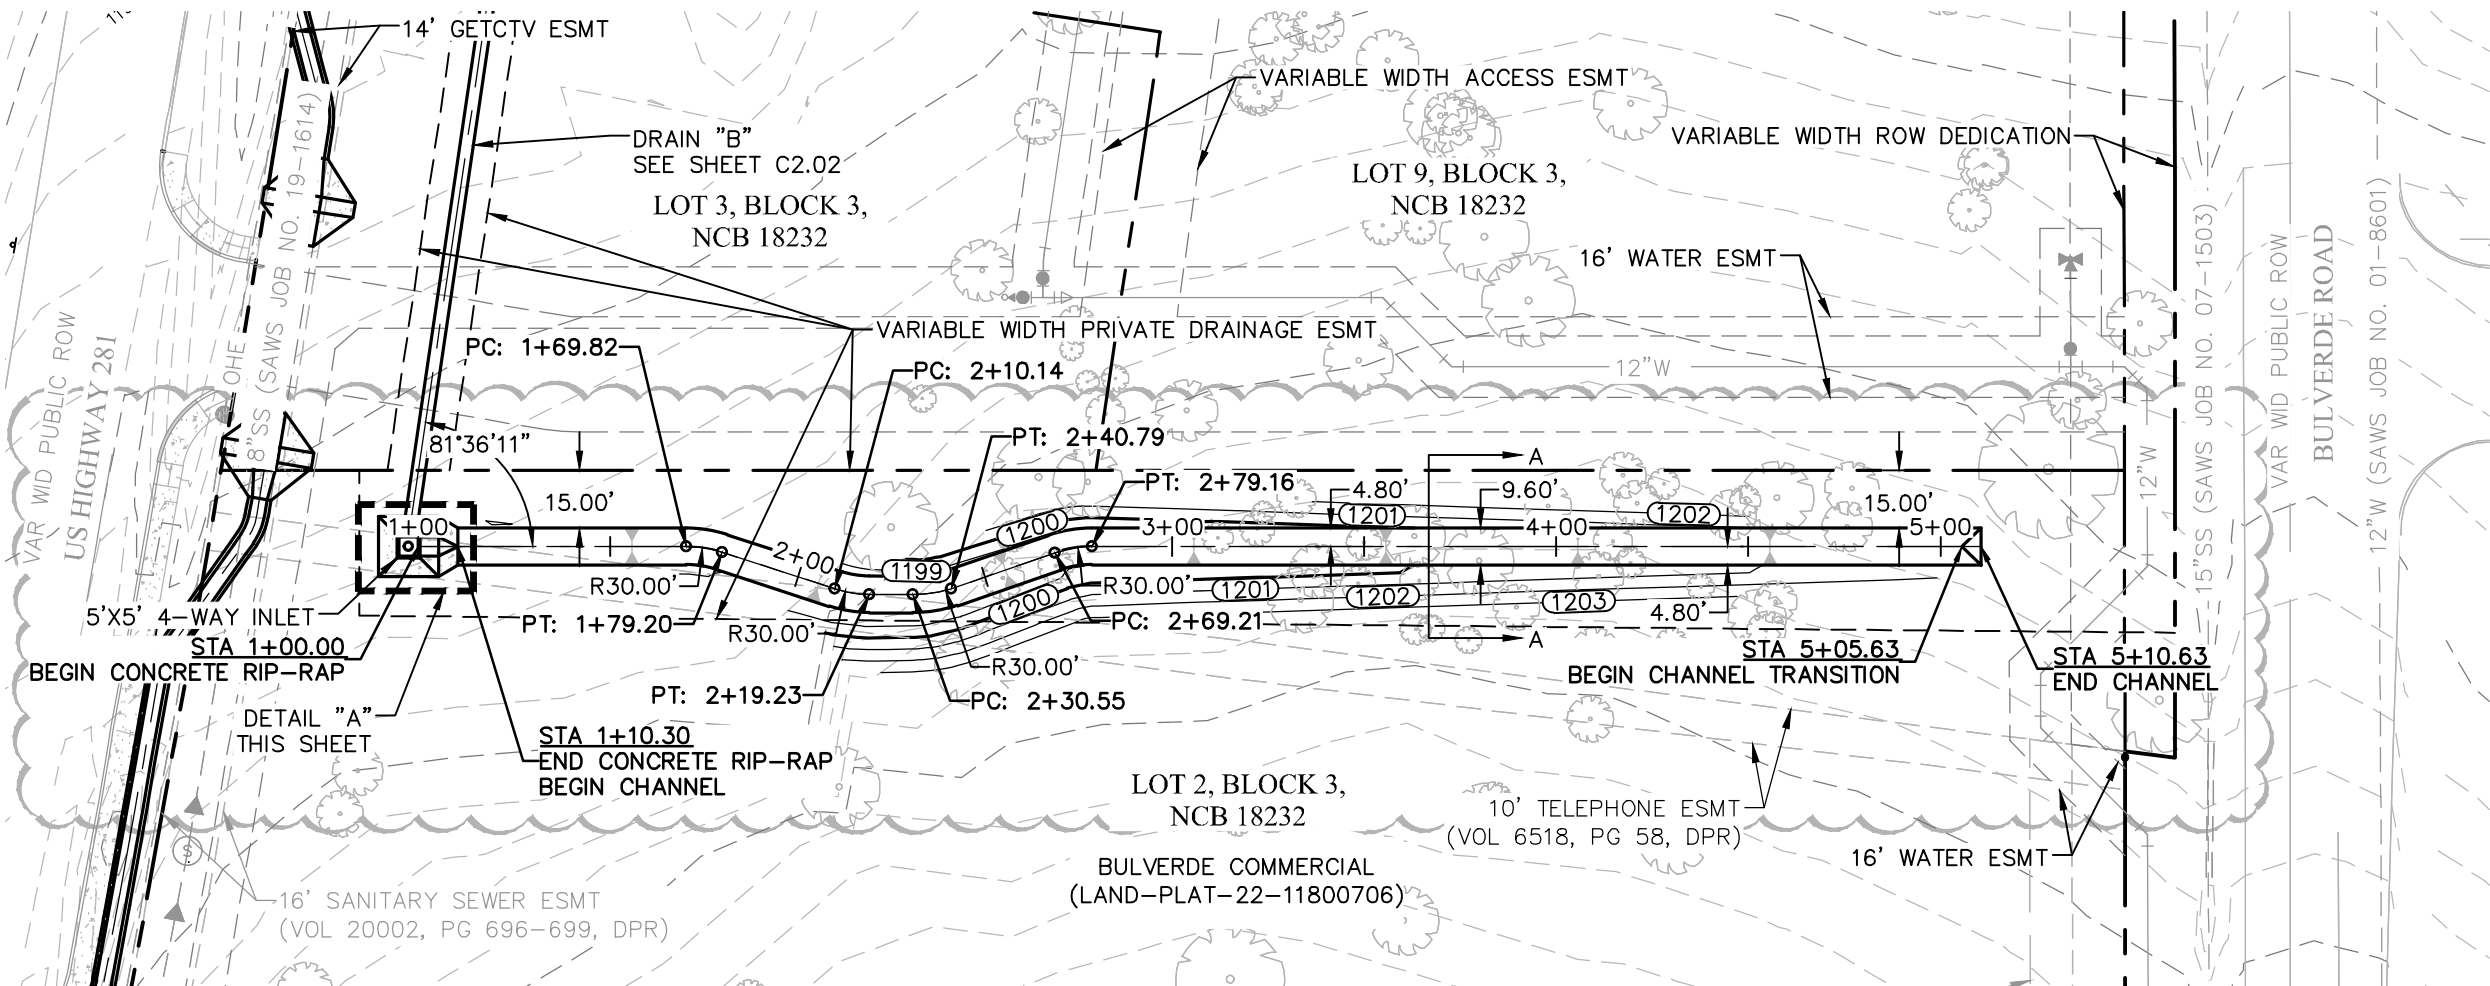 14' GETCTV ESMT
VARIABLE WIDTH ACCESS ESMT
DRAIN "B"
SEE SHEET C2.02
VARIABLE WIDTH ROW DEDICATION
LOT 3, BLOCK 3,
NCB 18232
LOT 9, BLOCK 3,
NCB 18232
16' WATER ESMT
8"SS (SAWS JOB NO. 19-1614)
OHE
VAR WID PUBLIC ROW
US HIGHWAY 281
15"SS (SAWS JOB NO. 07-1503)
VAR WID PUBLIC ROW
BULVERDE ROAD
12"W (SAWS JOB NO. 01-8601)
VARIABLE WIDTH PRIVATE DRAINAGE ESMT
PC: 1+69.82
PC: 2+10.14
12"W
81°36'11"
PT: 2+40.79
12"W
15.00'
PT: 2+79.16
4.80'
9.60'
A
15.00'
1+00
2+00
1199
1200
3+00
1201
4+00
1202
5+00
R30.00'
1200
R30.00'
1201
1202
1203
4.80'
5'X5' 4-WAY INLET
PT: 1+79.20
R30.00'
PC: 2+69.21
A
STA 1+00.00
BEGIN CONCRETE RIP-RAP
R30.00'
STA 5+05.63
BEGIN CHANNEL TRANSITION
STA 5+10.63
END CHANNEL
PT: 2+19.23
PC: 2+30.55
DETAIL "A"
THIS SHEET
STA 1+10.30
END CONCRETE RIP-RAP
BEGIN CHANNEL
LOT 2, BLOCK 3,
NCB 18232
10' TELEPHONE ESMT
(VOL 6518, PG 58, DPR)
16' WATER ESMT
S
BULVERDE COMMERCIAL
(LAND-PLAT-22-11800706)
16' SANITARY SEWER ESMT
(VOL 20002, PG 696-699, DPR)